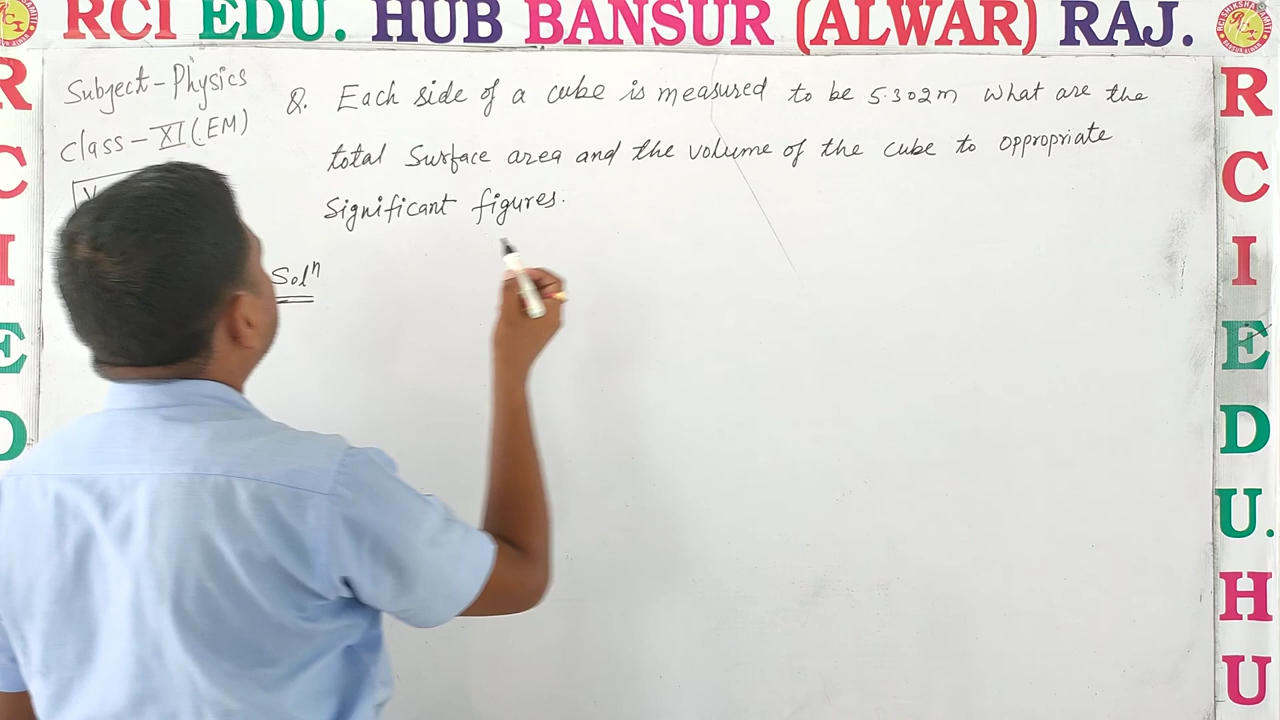 RCI EDU. HUB BANSUR (ALWAR) RAJ.
Subject - Physics
Class - XI (EM)
Q. Each side of a cube is measured to be 5.302m What are the
total Surface area and the volume of the cube to oppropriate
Significant figures.
Solⁿ
R
C
I
E
D
R
C
I
E
D
U.
H
U